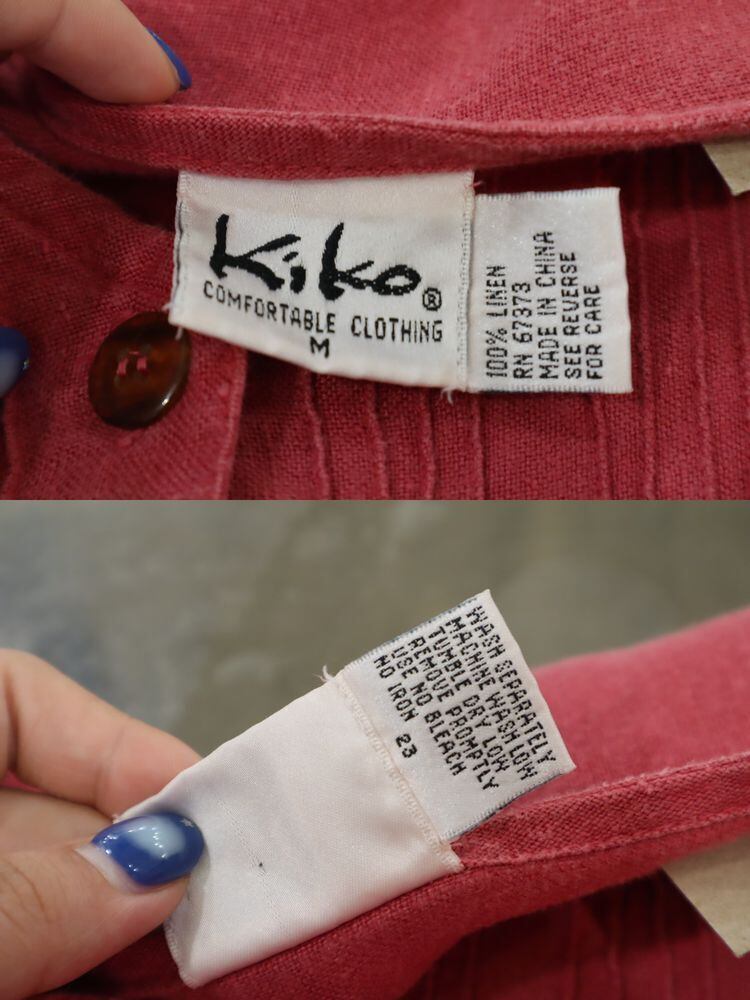 Kiko®
COMFORTABLE CLOTHING
M
100% LINEN
RN 67373
MADE IN CHINA
SEE REVERSE
FOR CARE
WASH SEPARATELY
MACHINE WASH LOW
TUMBLE DRY LOW
REMOVE PROMPTLY
USE NO BLEACH
NO IRON 23